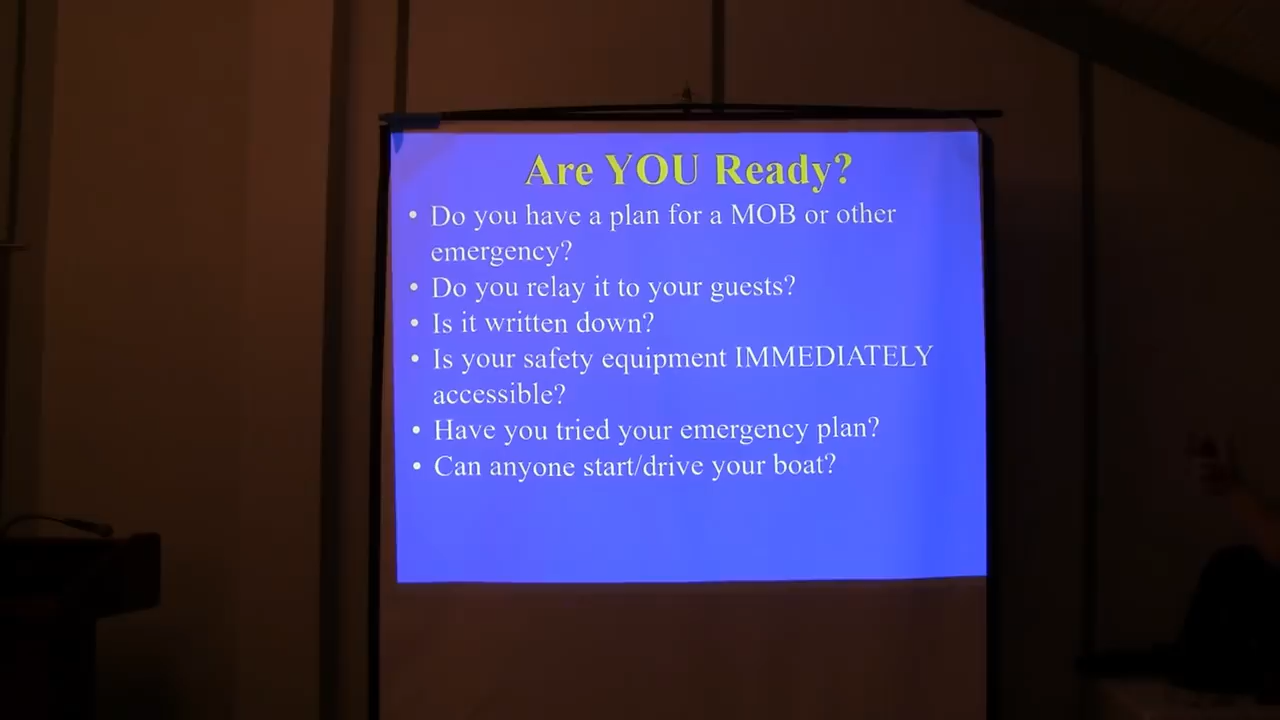 Are YOU Ready?
• Do you have a plan for a MOB or other
emergency?
• Do you relay it to your guests?
• Is it written down?
• Is your safety equipment IMMEDIATELY
accessible?
• Have you tried your emergency plan?
• Can anyone start/drive your boat?